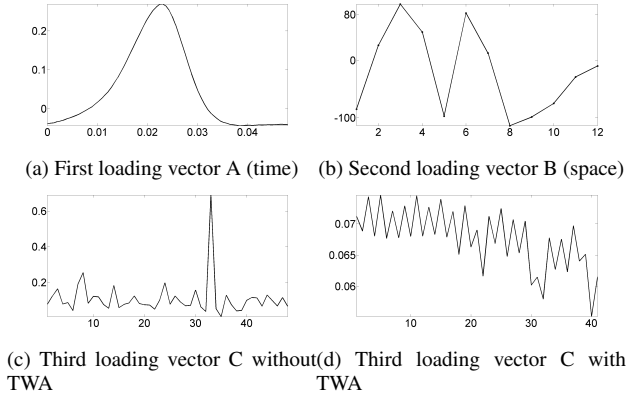 0.2
0.1
0
0 0.01 0.02 0.03 0.04
80
0
-100
2 4 6 8 10 12
(a) First loading vector A (time)
(b) Second loading vector B (space)
0.6
0.4
0.2
10 20 30 40
0.07
0.065
0.06
10 20 30 40
(c) Third loading vector C without
TWA
(d) Third loading vector C with
TWA